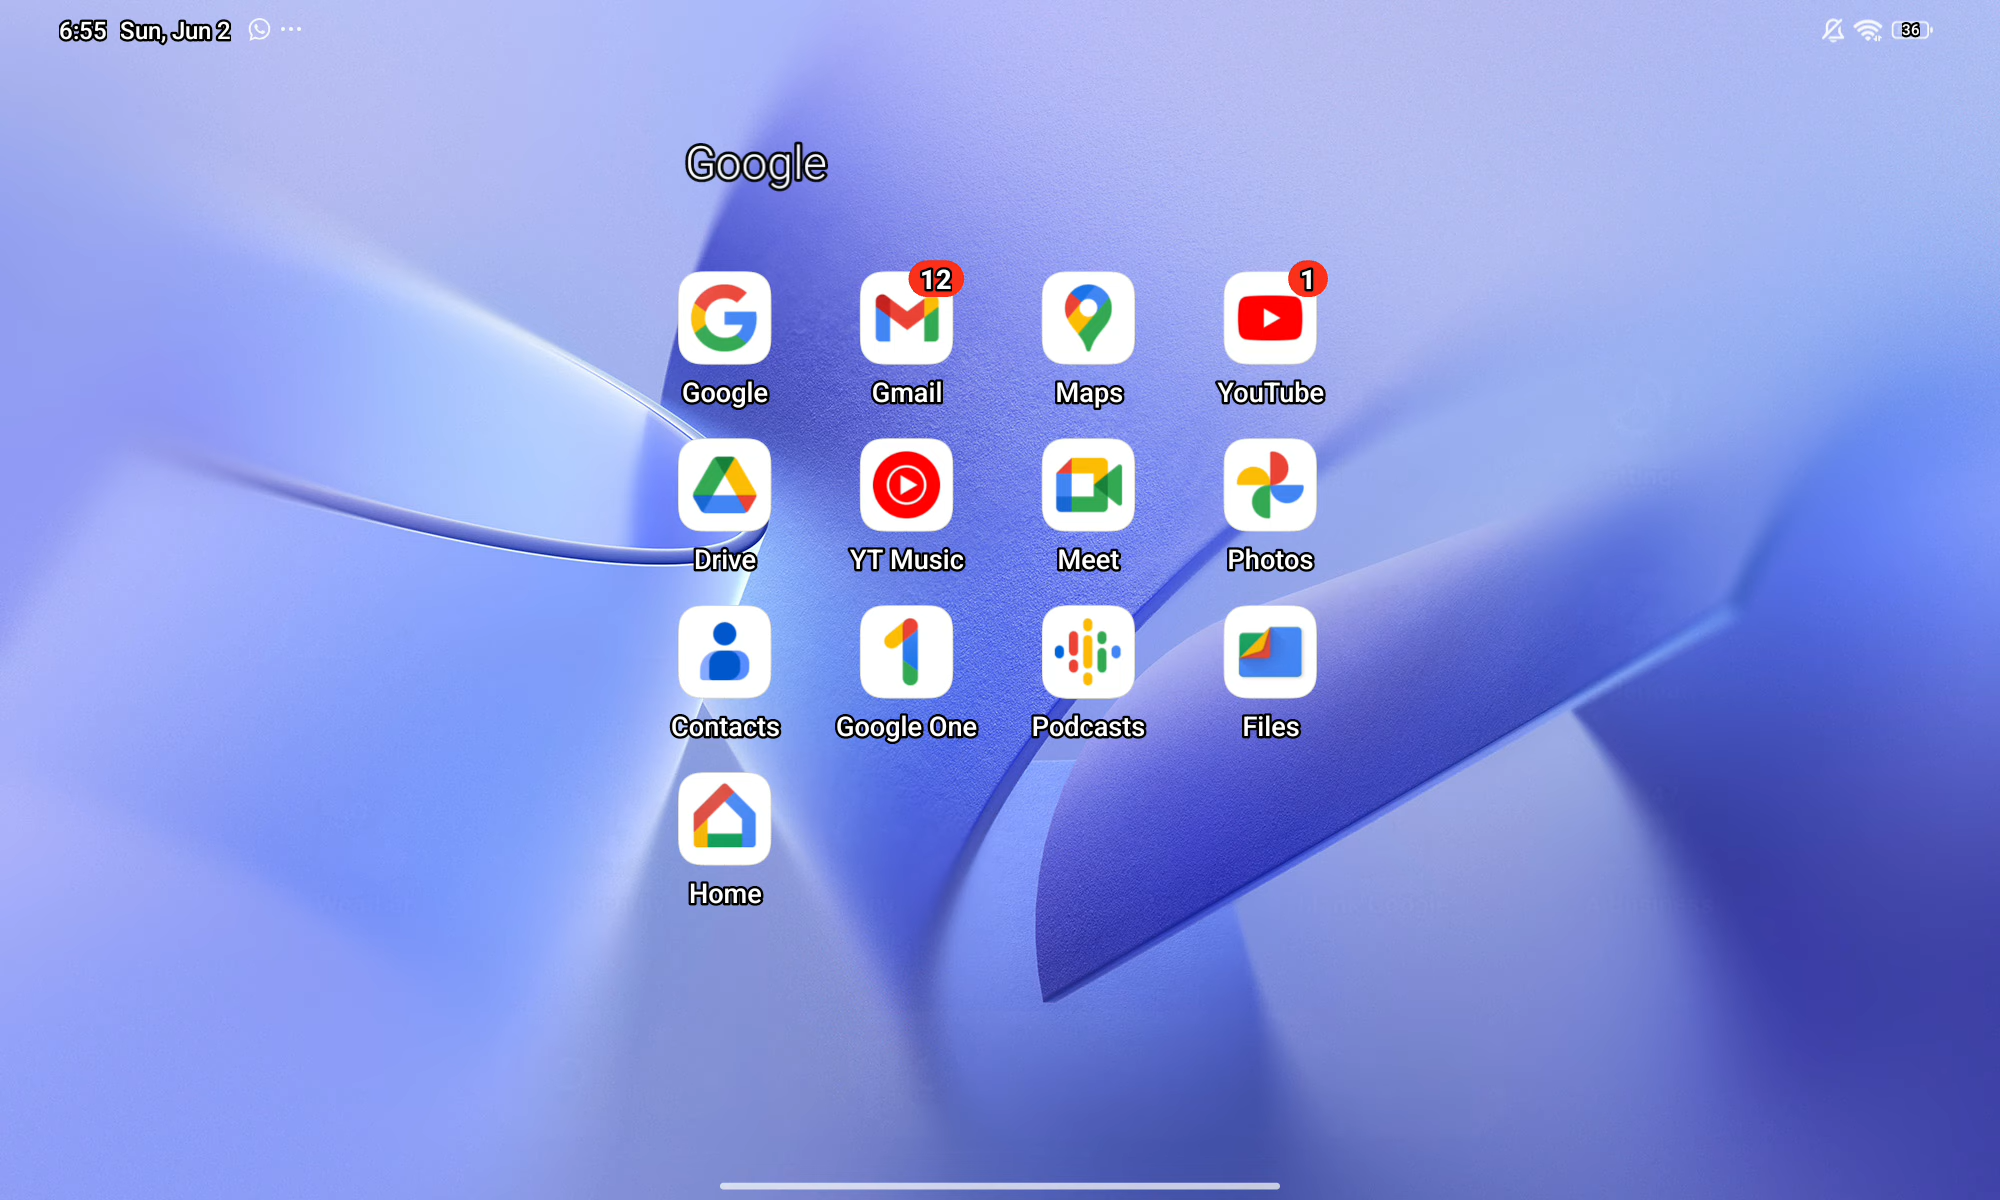 6:55 Sun, Jun 2
36
Google
12
1
Google Gmail Maps YouTube
Drive YT Music Meet Photos
Contacts Google One Podcasts Files
Home